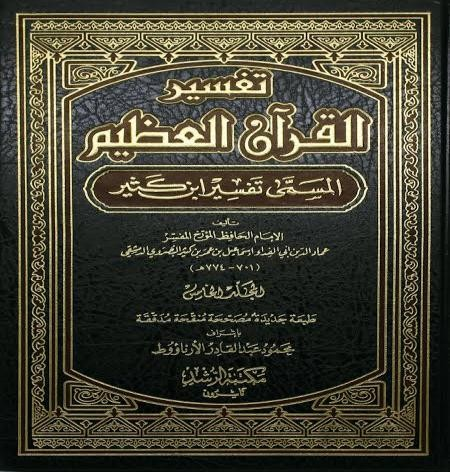 تفسير
القرآن العظيم
المسمى تفسير ابن كثير
تأليف
الإمام الحافظ المؤرخ المفسر
عماد الدين أبي الفداء إسماعيل بن عمر بن كثير البصروي الدمشقي
(٧٠١ - ٧٧٤هـ)
المجلد الخامس
طبعة جديدة مصححة منقحة مدققة
بإشراف
محمود عبد القادر الأرناؤوط
مكتبة الرشد
ناشرون